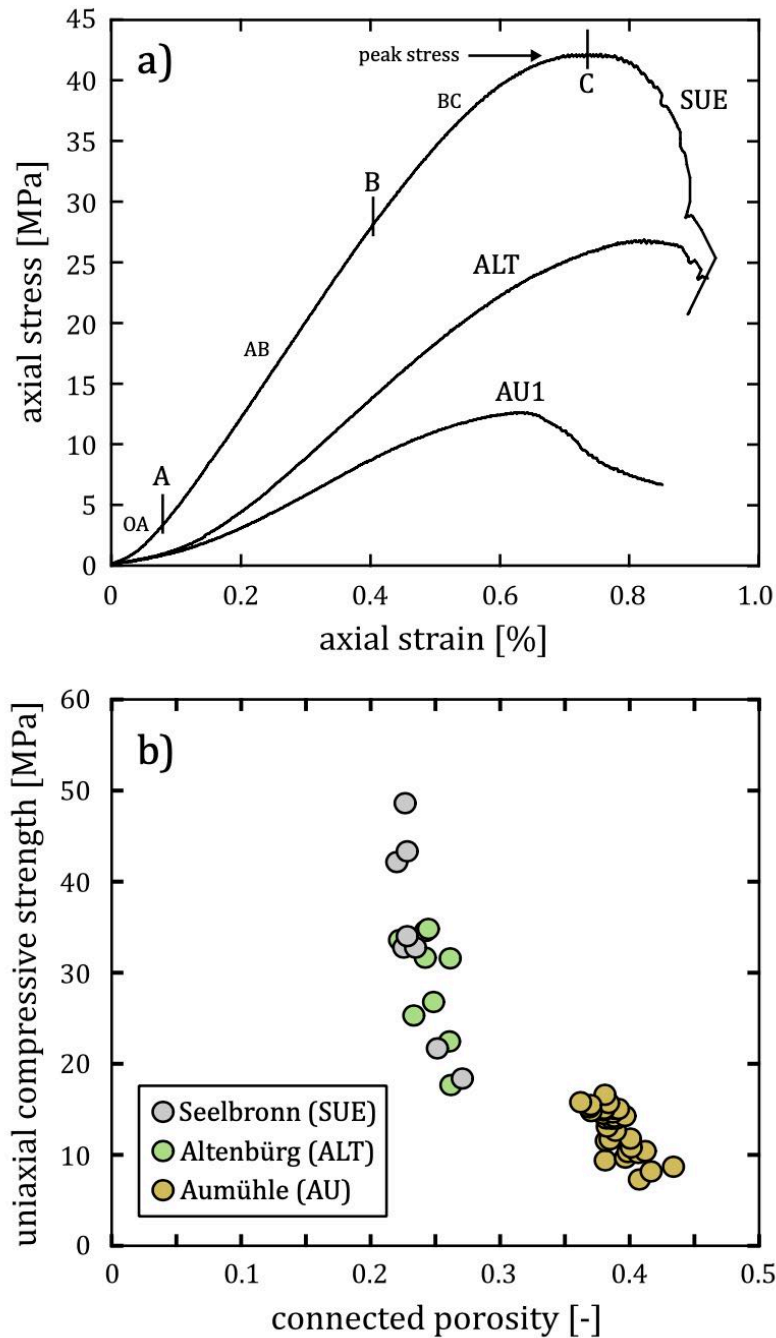 a)
45
40
35
30
25
20
15
10
5
0
axial stress [MPa]
peak stress
C
SUE
BC
B
ALT
AB
AU1
A
OA
0
0.2
0.4
0.6
0.8
1.0
axial strain [%]
b)
60
50
40
30
20
10
0
uniaxial compressive strength [MPa]
Seelbronn (SUE)
Altenbürg (ALT)
Aumühle (AU)
0
0.1
0.2
0.3
0.4
0.5
connected porosity [-]